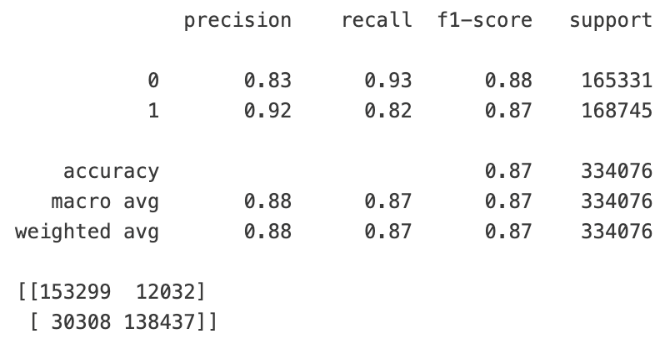 precision recall f1-score support
0 0.83 0.93 0.88 165331
1 0.92 0.82 0.87 168745
accuracy 0.87 334076
macro avg 0.88 0.87 0.87 334076
weighted avg 0.88 0.87 0.87 334076
[[153299 12032]
[ 30308 138437]]